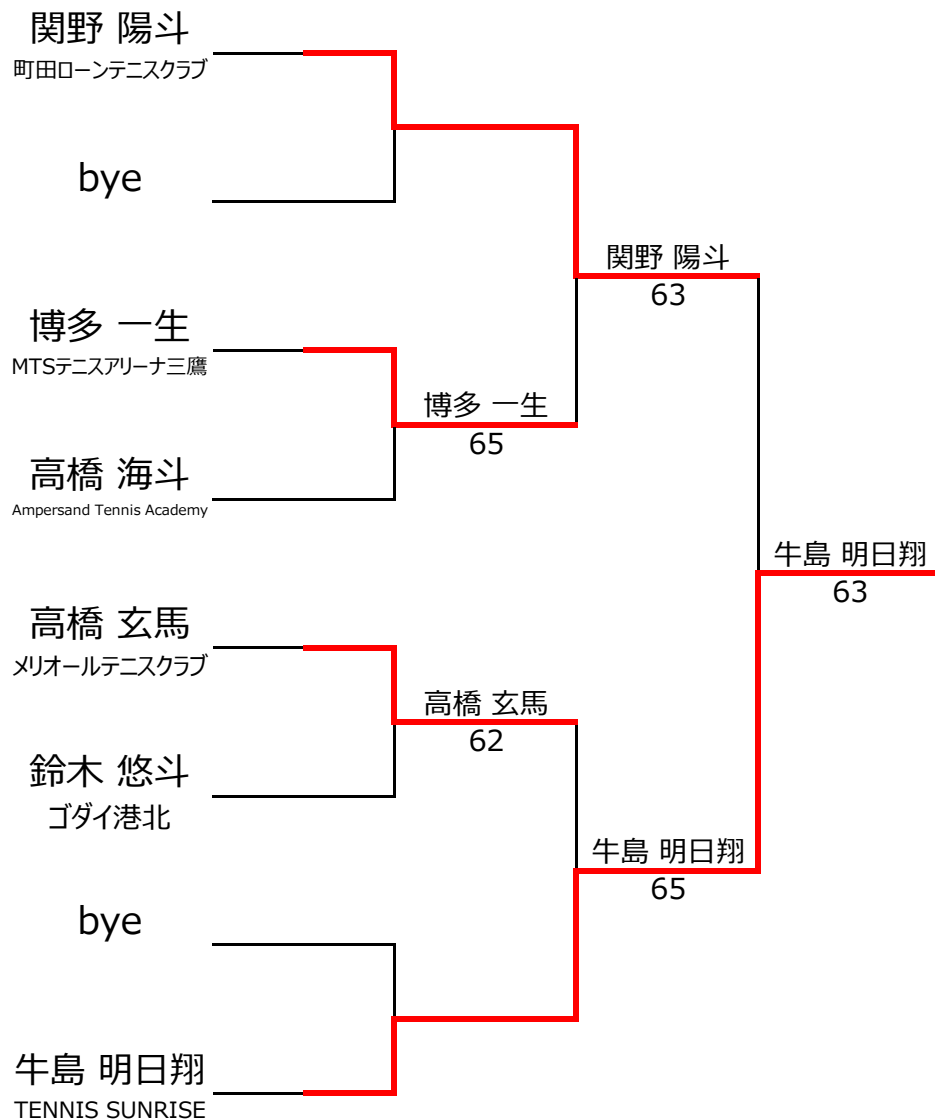 関野 陽斗
町田ローンテニスクラブ
bye
博多 一生
MTSテニスアリーナ三鷹
高橋 海斗
Ampersand Tennis Academy
高橋 玄馬
メリオールテニスクラブ
鈴木 悠斗
ゴダイ港北
bye
牛島 明日翔
TENNIS SUNRISE
博多 一生
65
高橋 玄馬
62
関野 陽斗
63
牛島 明日翔
65
牛島 明日翔
63